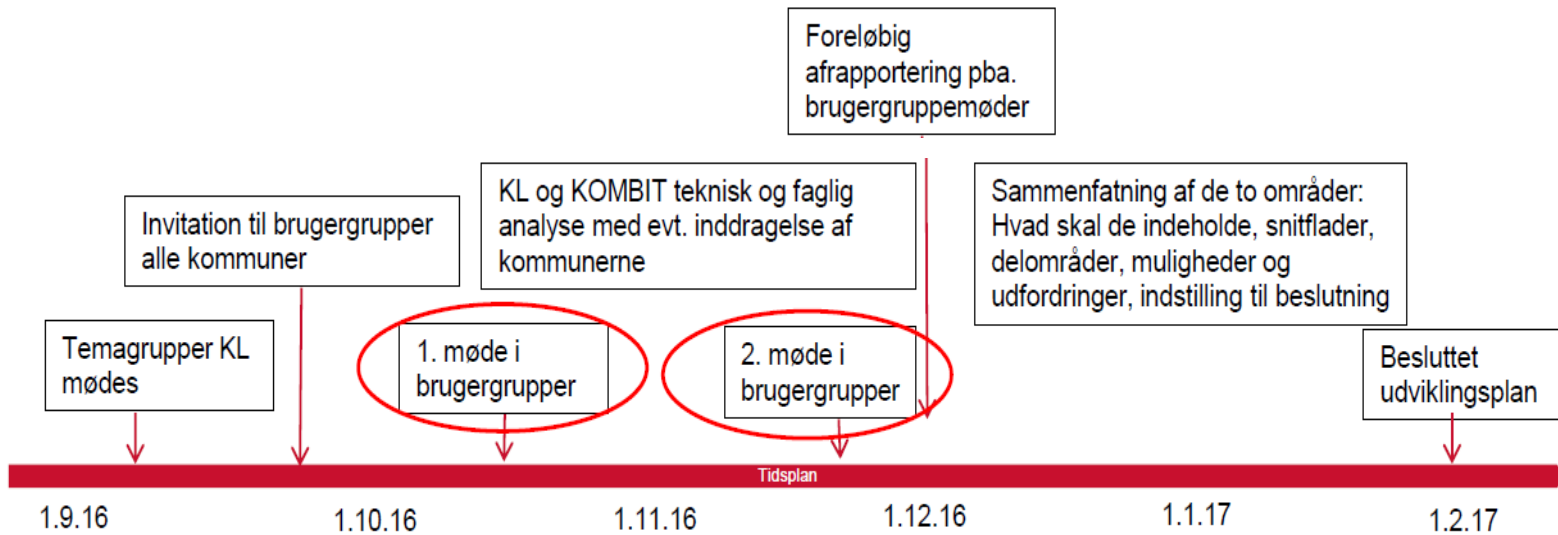 Foreløbig
afrapportering pba.
brugergruppemøder
Invitation til brugergrupper
alle kommuner
KL og KOMBIT teknisk og faglig
analyse med evt. inddragelse af
kommunerne
Sammenfatning af de to områder:
Hvad skal de indeholde, snitflader,
delområder, muligheder og
udfordringer, indstilling til beslutning
Temagrupper KL
mødes
1. møde i
brugergrupper
2. møde i
brugergrupper
Besluttet
udviklingsplan
Tidsplan
1.9.16
1.10.16
1.11.16
1.12.16
1.1.17
1.2.17